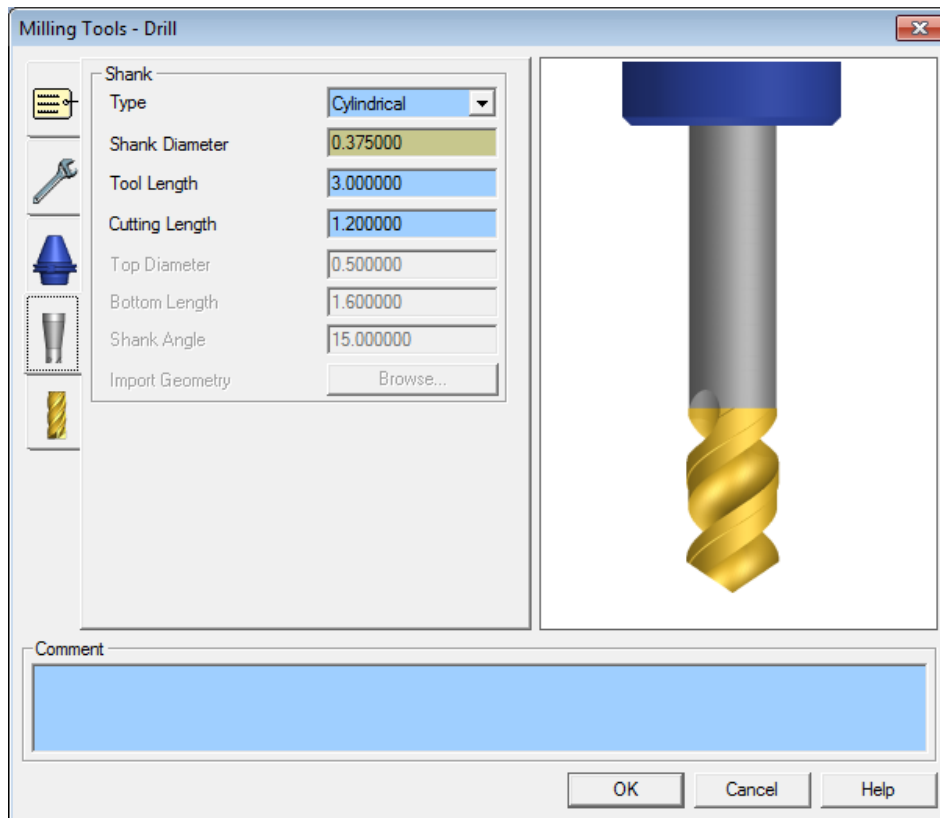 Milling Tools - Drill
Shank
Type
Cylindrical
Shank Diameter
0.375000
Tool Length
3.000000
Cutting Length
1.200000
Top Diameter
0.500000
Bottom Length
1.600000
Shank Angle
15.000000
Import Geometry
Browse...
Comment
OK
Cancel
Help